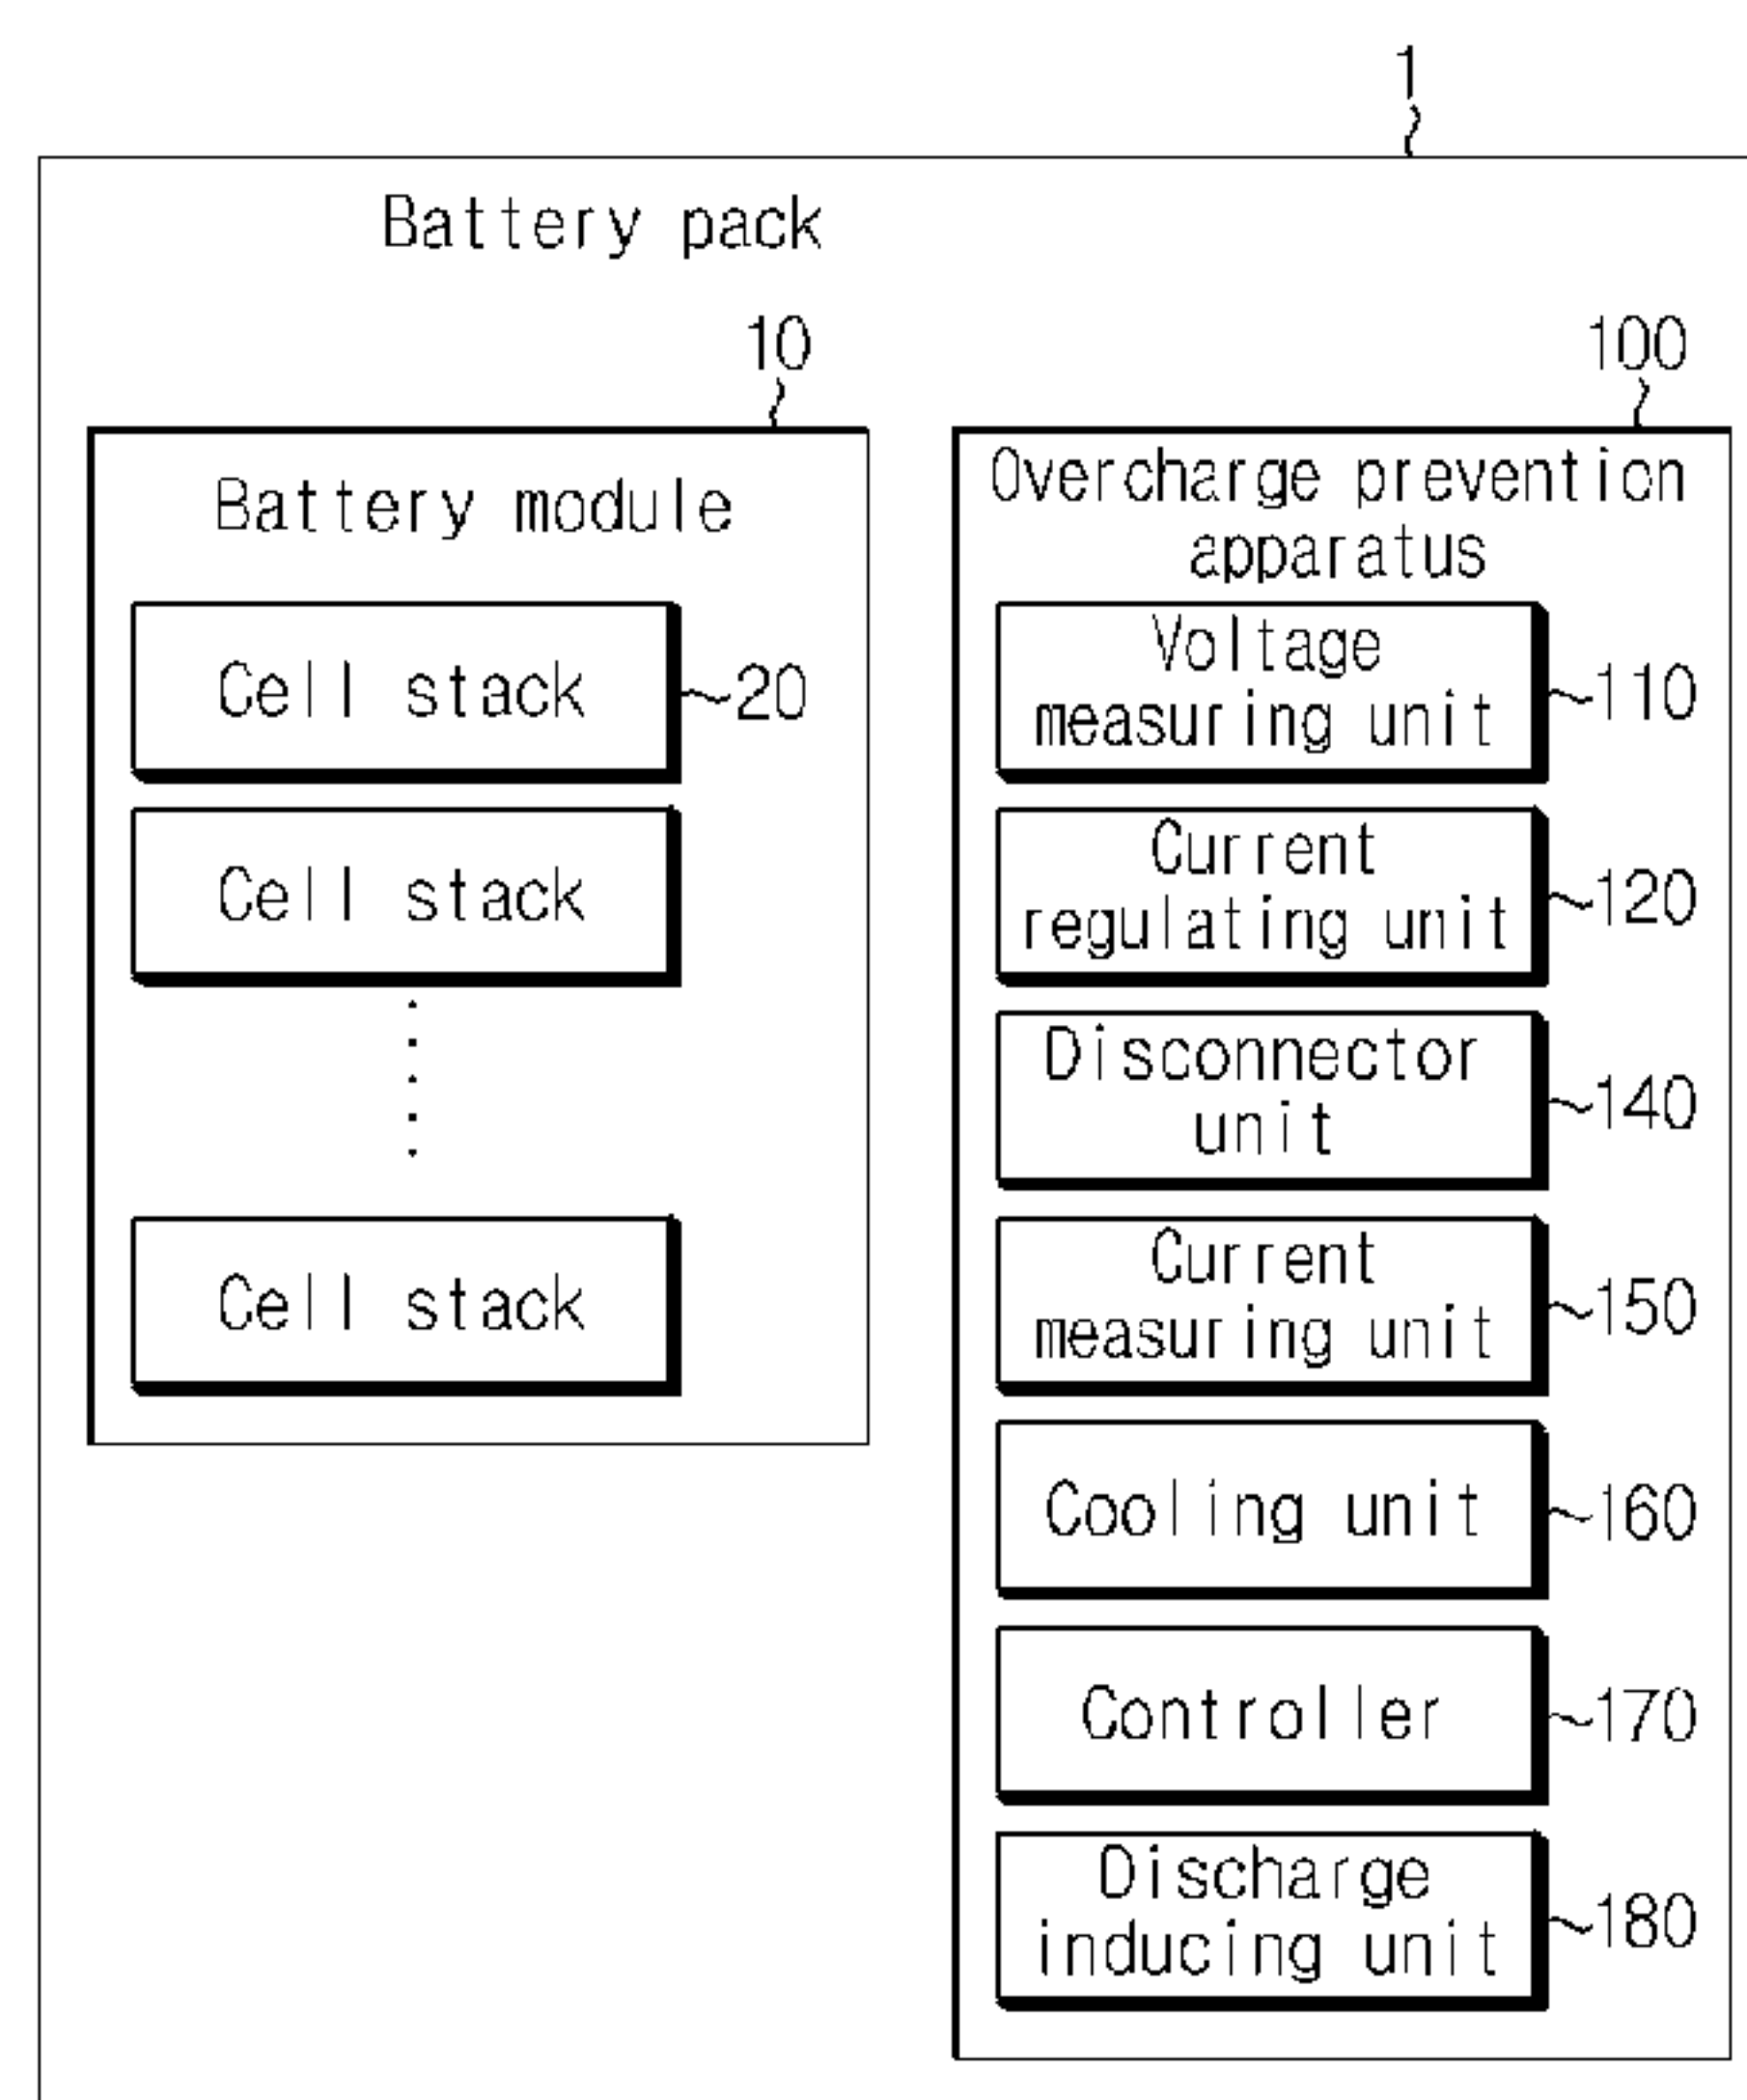 1
Battery pack
10
Battery module
Cell stack
20
Cell stack
Cell stack
100
Overcharge prevention
apparatus
Voltage
measuring unit
110
Current
regulating unit
120
Disconnector
unit
140
Current
measuring unit
150
Cooling unit
160
Controller
170
Discharge
inducing unit
180